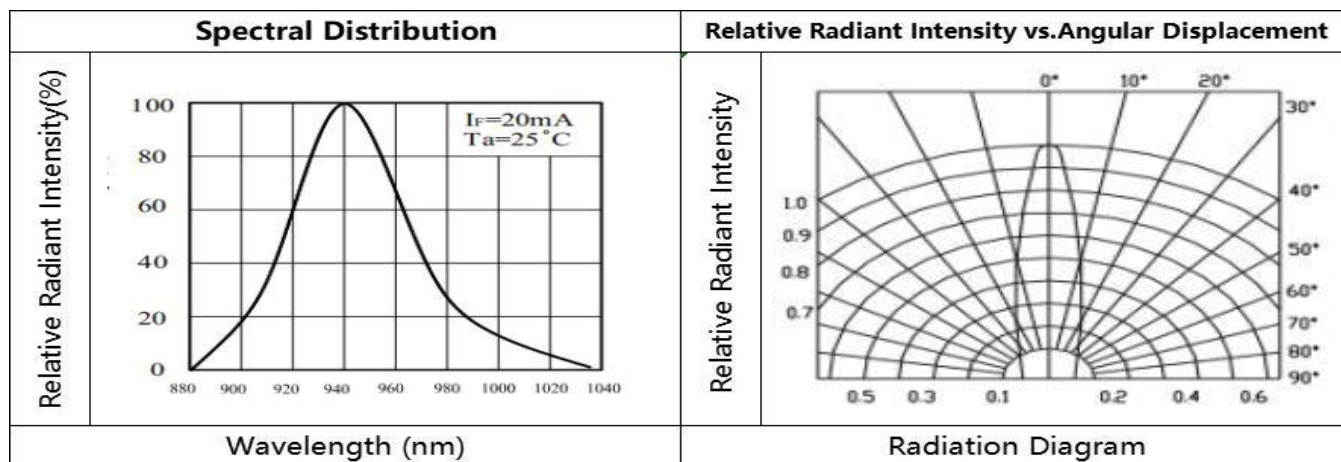 Spectral Distribution
Relative Radiant Intensity vs.Angular Displacement
Relative Radiant Intensity(%)
100
80
60
40
20
0
IF=20mA
Ta=25°C
880 900 920 940 960 980 1000 1020 1040
Wavelength (nm)
Relative Radiant Intensity
0° 10° 20°
30°
40°
50°
60°
70°
80°
90°
1.0
0.9
0.8
0.7
0.5 0.3 0.1 0.2 0.4 0.6
Radiation Diagram